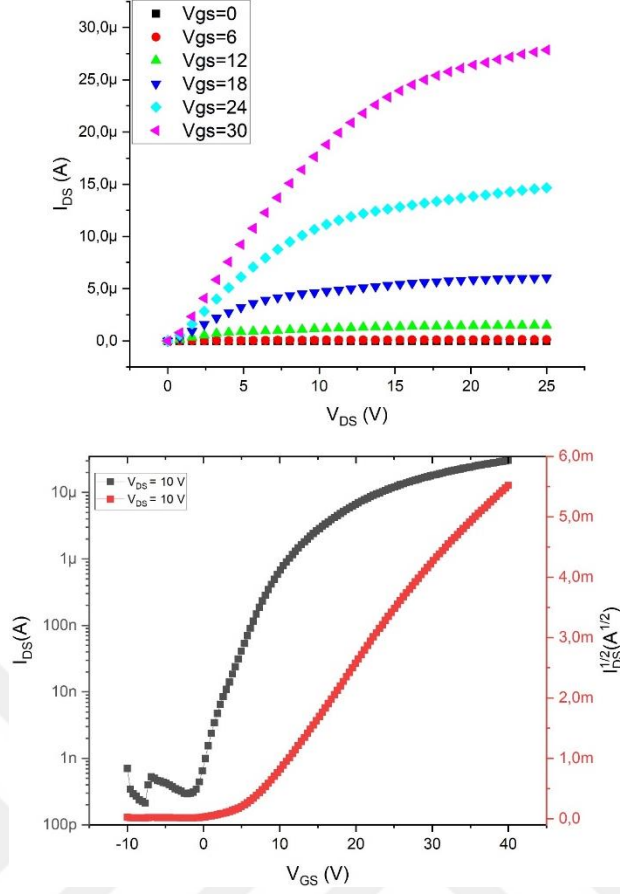 Vgs=0
Vgs=6
Vgs=12
Vgs=18
Vgs=24
Vgs=30
30,0µ
25,0µ
20,0µ
15,0µ
10,0µ
5,0µ
0,0
I_DS (A)
0 5 10 15 20 25
V_DS (V)
V_DS = 10 V
V_DS = 10 V
10µ
1µ
100n
10n
1n
100p
I_DS(A)
6,0m
5,0m
4,0m
3,0m
2,0m
1,0m
0,0
I_DS^1/2(A^1/2)
-10 0 10 20 30 40
V_GS (V)